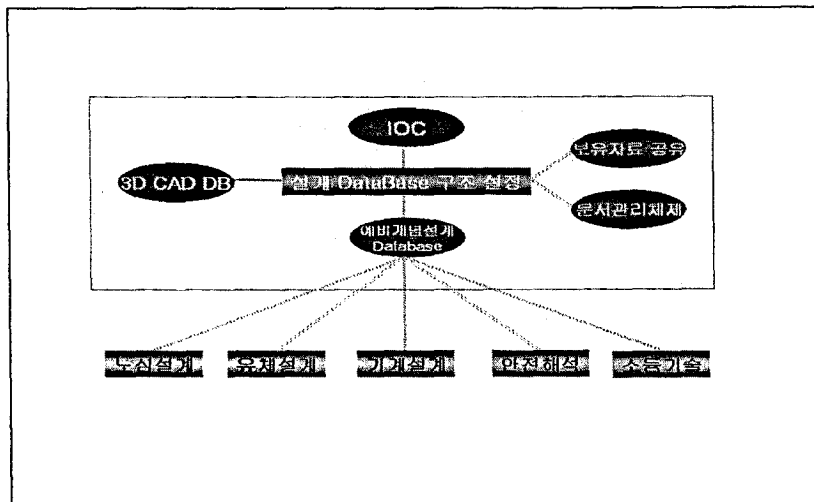 IOC
보유자료 공유
3D CAD DB
설계 DataBase 구조 설정
문서관리체제
예비개념설계
Database
노심설계
유체설계
기계설계
안전해석
소듐기술